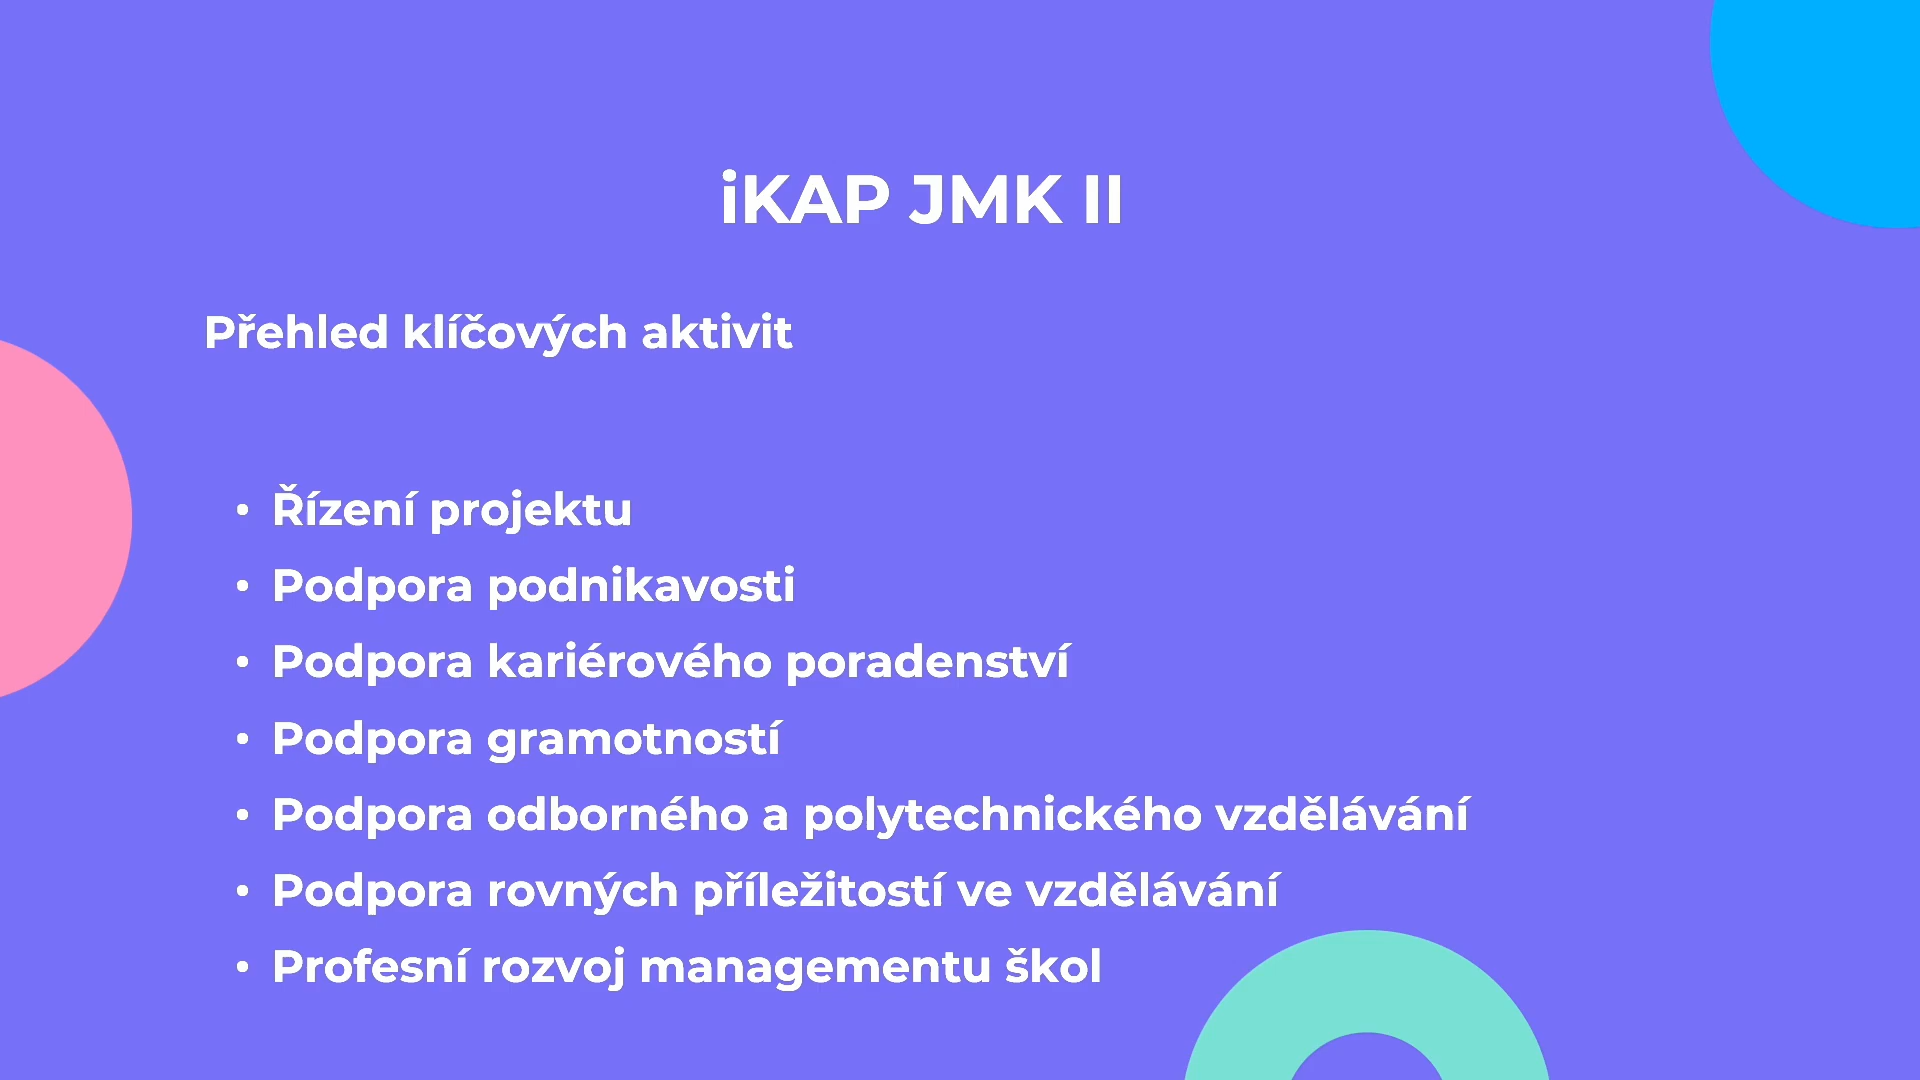 iKAP JMK II
Přehled klíčových aktivit
• Řízení projektu
• Podpora podnikavosti
• Podpora kariérového poradenství
• Podpora gramotností
• Podpora odborného a polytechnického vzdělávání
• Podpora rovných příležitostí ve vzdělávání
• Profesní rozvoj managementu škol